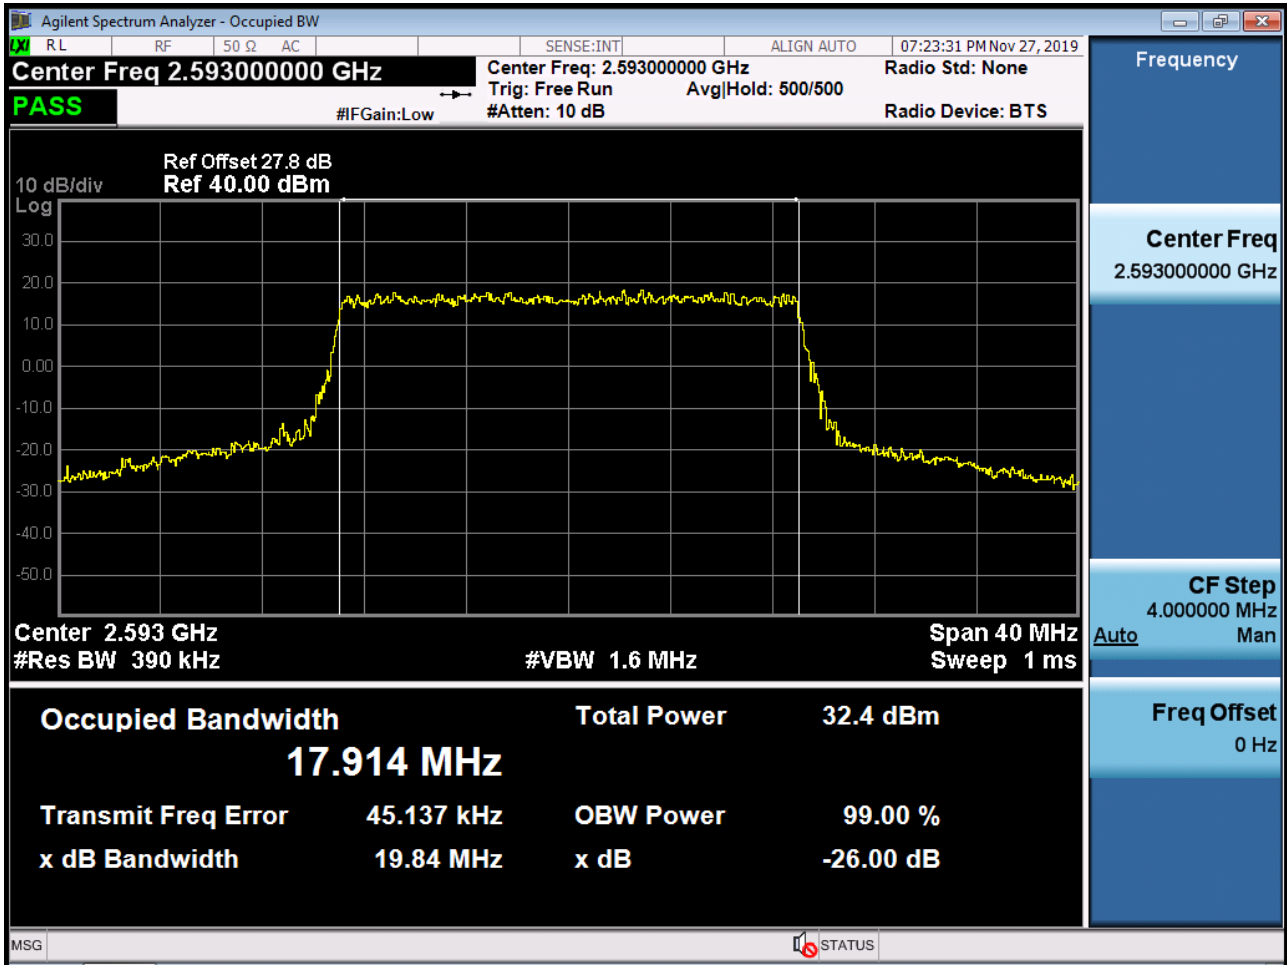 Agilent Spectrum Analyzer - Occupied BW
LXI RL RF 50 Ω AC SENSE:INT ALIGN AUTO 07:23:31 PM Nov 27, 2019
Center Freq 2.593000000 GHz
Center Freq: 2.593000000 GHz
Radio Std: None
Trig: Free Run
Avg|Hold: 500/500
PASS
#IFGain:Low
#Atten: 10 dB
Radio Device: BTS
Ref Offset 27.8 dB
10 dB/div
Ref 40.00 dBm
Log
30.0
20.0
10.0
0.00
-10.0
-20.0
-30.0
-40.0
-50.0
Center 2.593 GHz
Span 40 MHz
#Res BW 390 kHz
#VBW 1.6 MHz
Sweep 1 ms
Occupied Bandwidth
Total Power 32.4 dBm
17.914 MHz
Transmit Freq Error 45.137 kHz
OBW Power 99.00 %
x dB Bandwidth 19.84 MHz
x dB -26.00 dB
Frequency
Center Freq
2.593000000 GHz
CF Step
4.000000 MHz
Auto Man
Freq Offset
0 Hz
MSG
STATUS